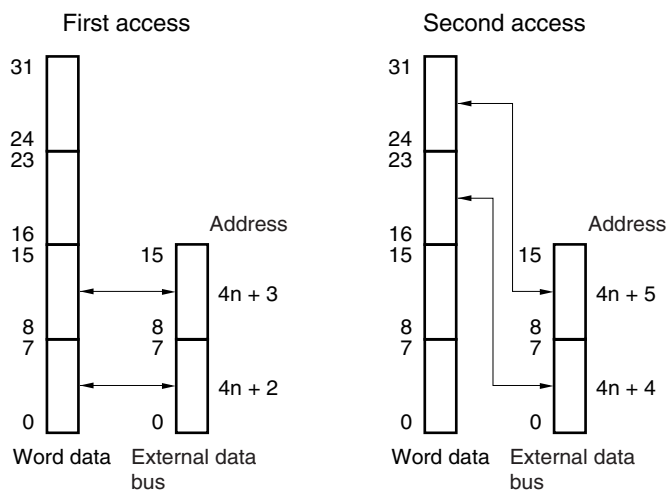 First access
31
24
23
16
15
8
7
0
Address
15
4n + 3
8
7
4n + 2
0
Word data
External data
bus
Second access
31
24
23
16
15
8
7
0
Address
15
4n + 5
8
7
4n + 4
0
Word data
External data
bus